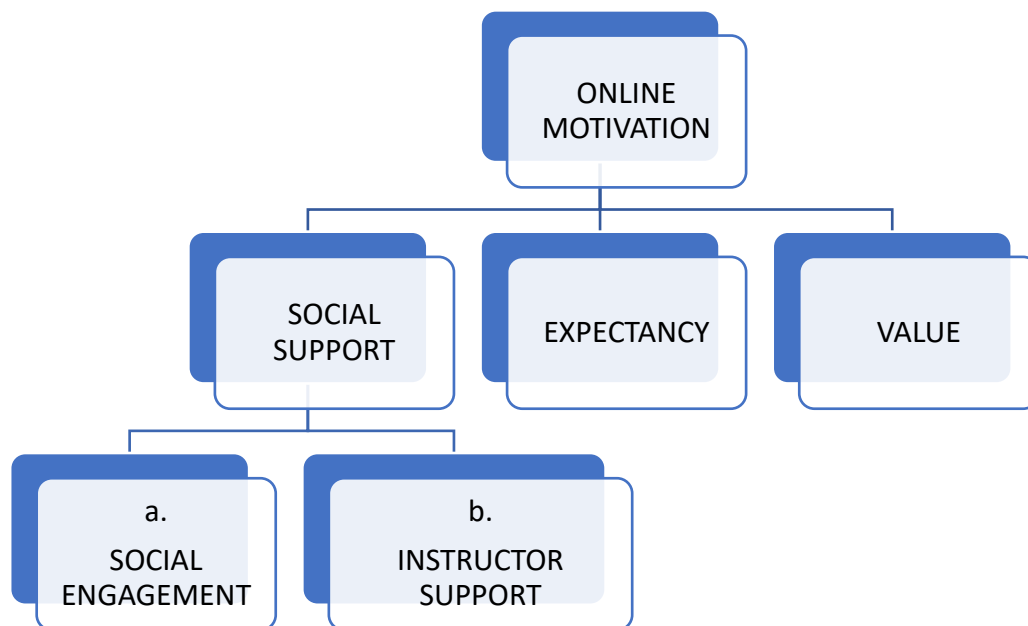 ONLINE
MOTIVATION
SOCIAL
SUPPORT
EXPECTANCY
VALUE
a.
SOCIAL
ENGAGEMENT
b.
INSTRUCTOR
SUPPORT